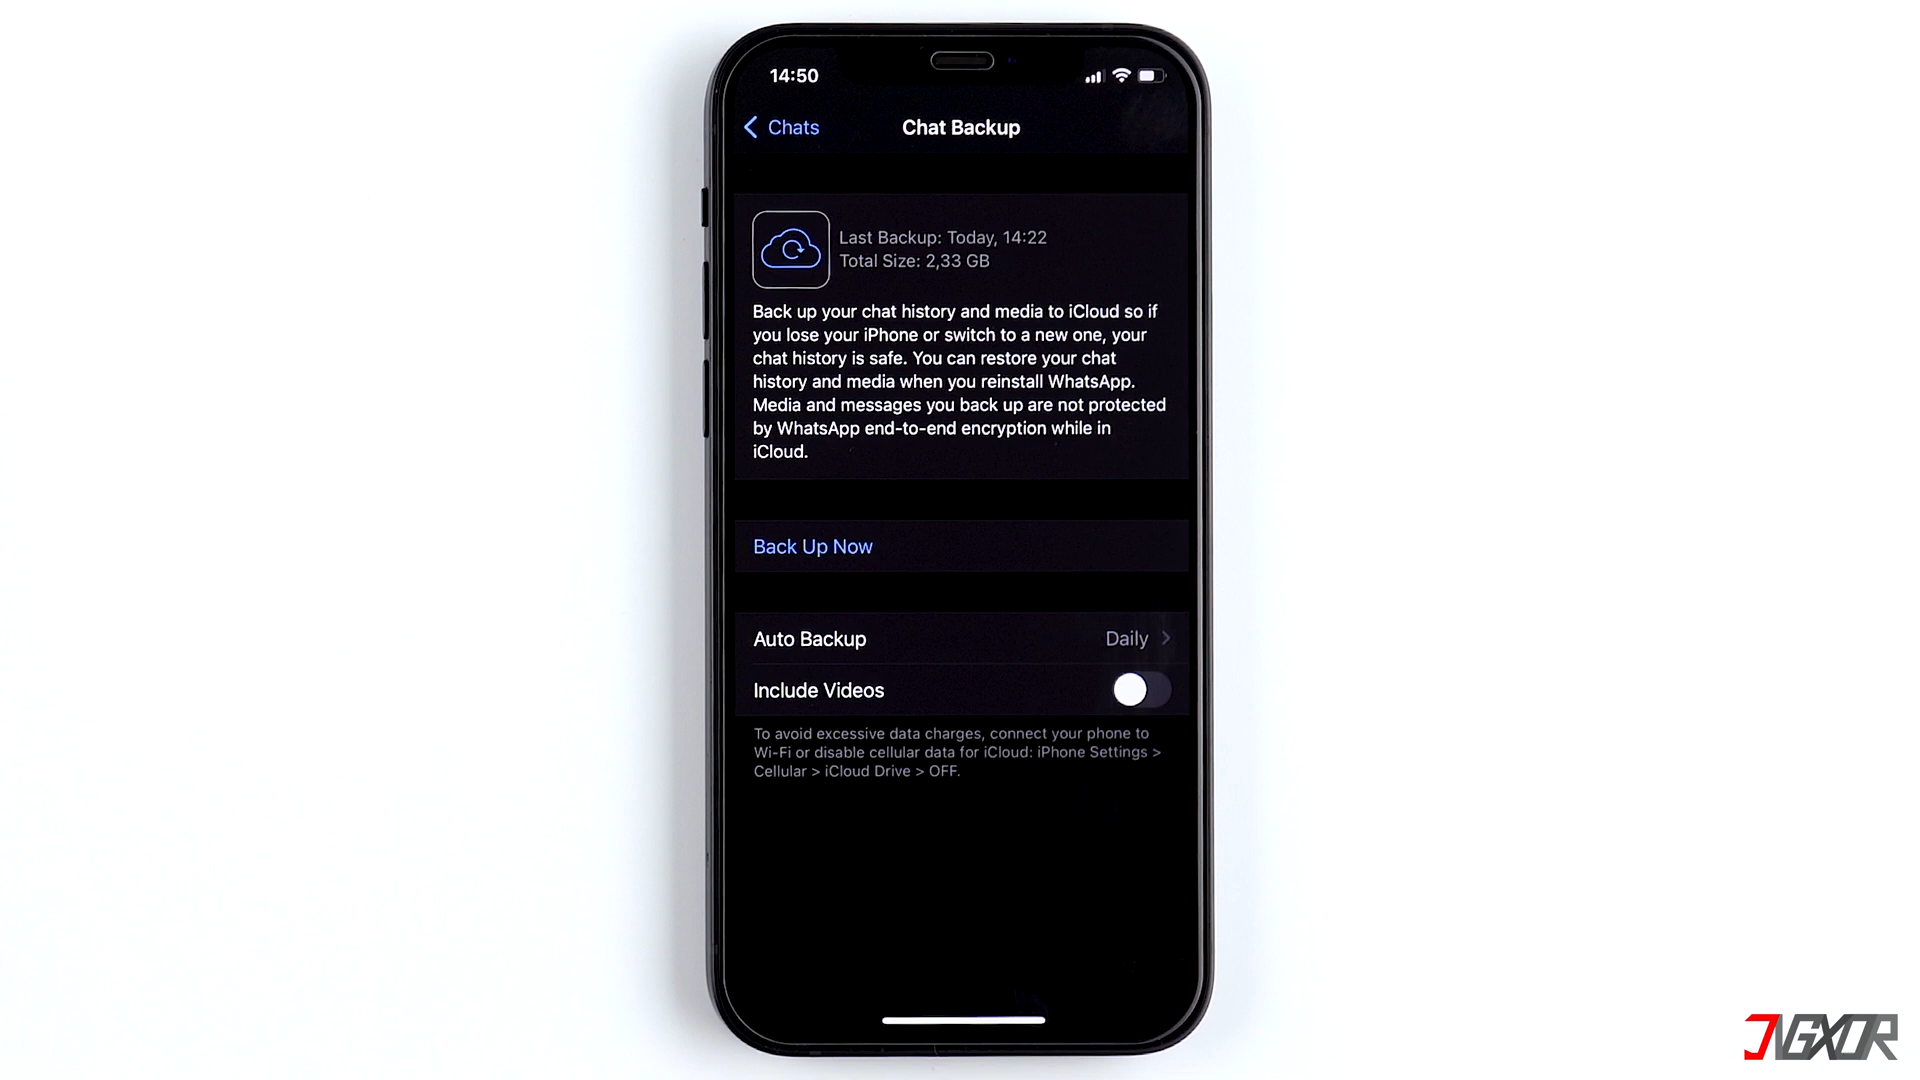 14:50
Chats
Chat Backup
Last Backup: Today, 14:22
Total Size: 2,33 GB
Back up your chat history and media to iCloud so if
you lose your iPhone or switch to a new one, your
chat history is safe. You can restore your chat
history and media when you reinstall WhatsApp.
Media and messages you back up are not protected
by WhatsApp end-to-end encryption while in
iCloud.
Back Up Now
Auto Backup Daily
Include Videos
To avoid excessive data charges, connect your phone to
Wi-Fi or disable cellular data for iCloud: iPhone Settings >
Cellular > iCloud Drive > OFF.
JVGXOR